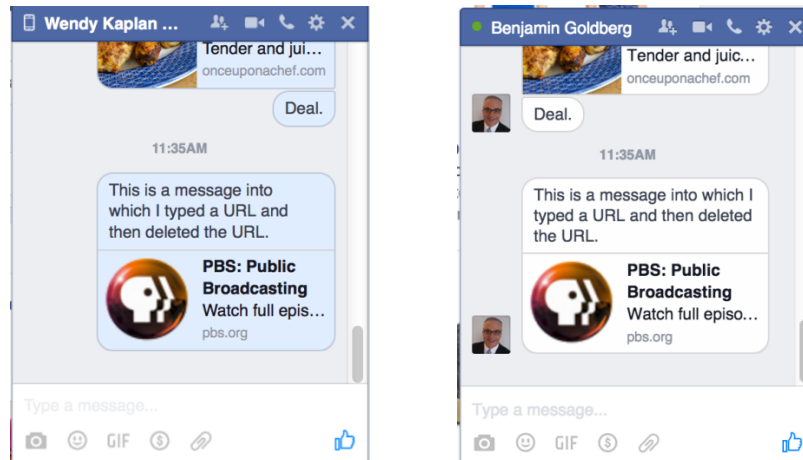 Wendy Kaplan ...
Tender and jui...
onceuponachef.com
Deal.
11:35AM
This is a message into
which I typed a URL and
then deleted the URL.
PBS: Public
Broadcasting
Watch full epis...
pbs.org
Type a message...
GIF
$
Benjamin Goldberg
Tender and juic...
onceuponachef.com
Deal.
11:35AM
This is a message into which I
typed a URL and then deleted
the URL.
PBS: Public
Broadcasting
Watch full episo...
pbs.org
Type a message...
GIF
$